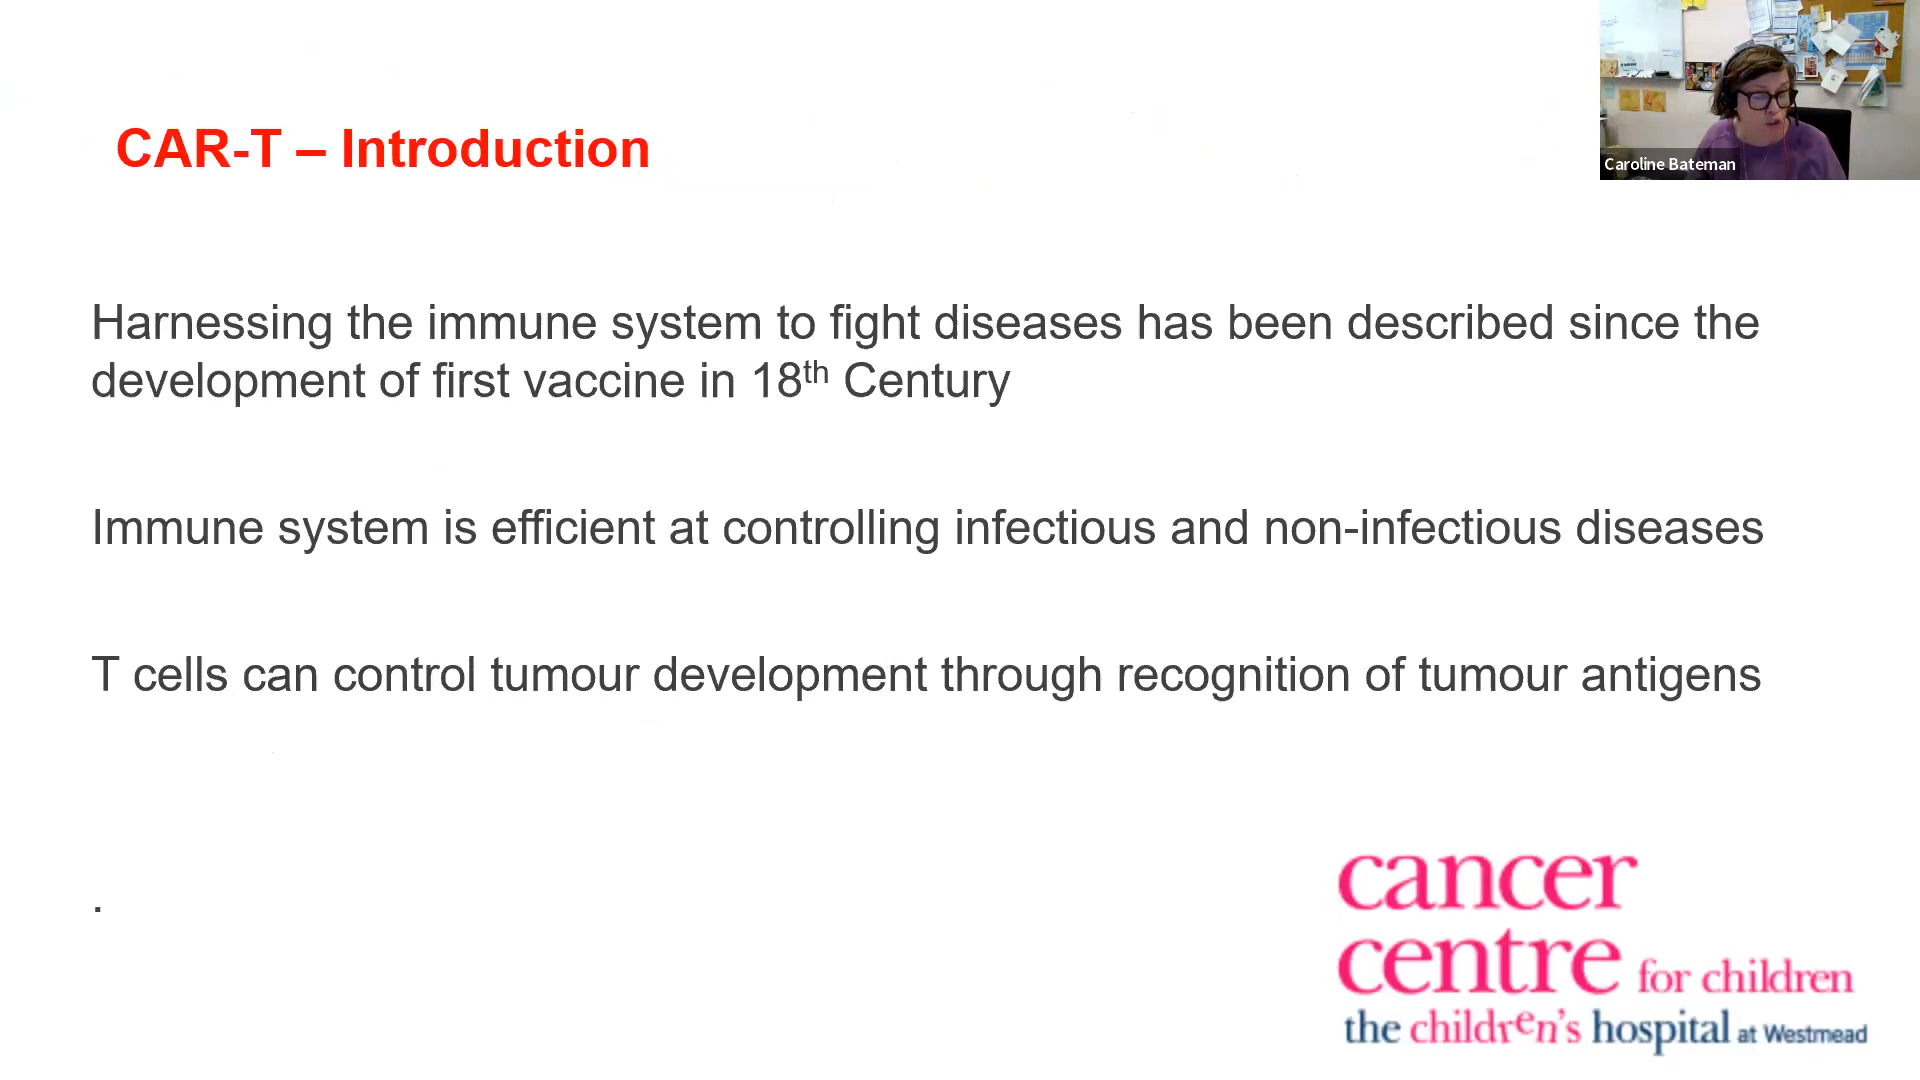 CAR-T – Introduction
Caroline Bateman
Harnessing the immune system to fight diseases has been described since the
development of first vaccine in 18th Century
Immune system is efficient at controlling infectious and non-infectious diseases
T cells can control tumour development through recognition of tumour antigens
.
cancer
centre for children
the children's hospital at Westmead